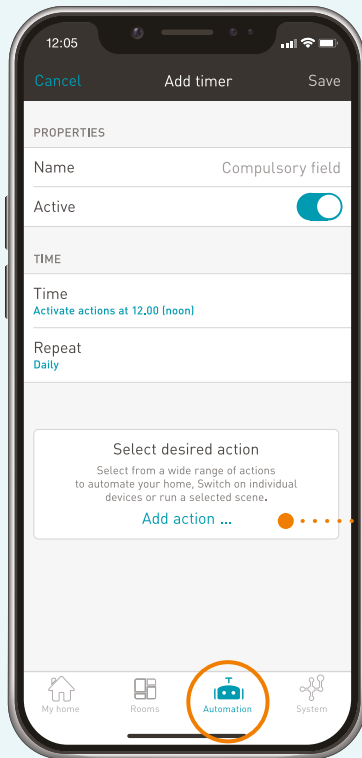 12:05
Cancel Add timer Save
PROPERTIES
Name Compulsory field
Active
TIME
Time
Activate actions at 12.00 (noon)
Repeat
Daily
Select desired action
Select from a wide range of actions
to automate your home, Switch on individual
devices or run a selected scene.
Add action ...
My home Rooms Automation System